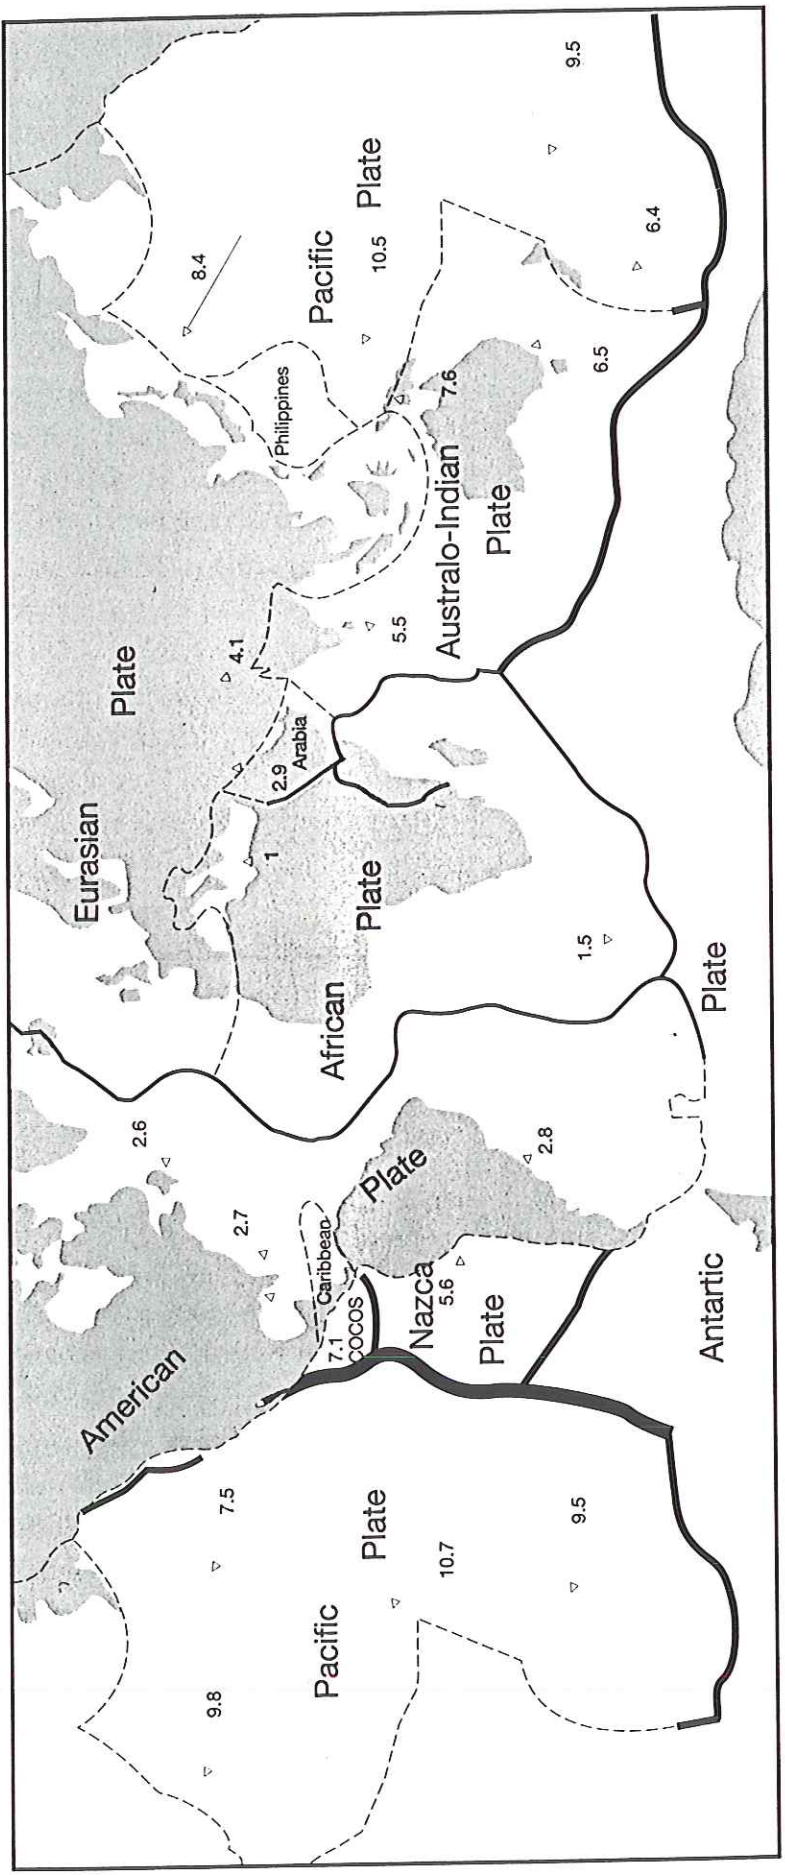 American
Plate
Eurasian
Plate
2.6
2.7
4.1
8.4
9.8
7.5
Pacific
Plate
10.7
9.5
7.1
COCOS
Caribbean
Nazca
5.6
Plate
2.8
African
Plate
1
2.9
Arabia
1.5
5.5
Australo-Indian
Plate
7.6
6.5
Philippines
Pacific
Plate
10.5
6.4
9.5
Antartic
Plate